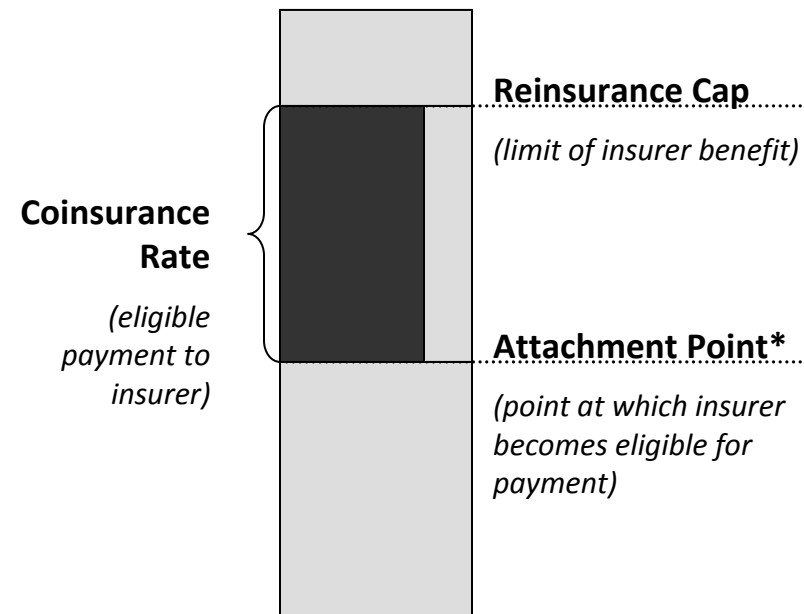 Reinsurance Cap
(limit of insurer benefit)
Coinsurance
Rate
(eligible
payment to
insurer)
Attachment Point*
(point at which insurer
becomes eligible for
payment)